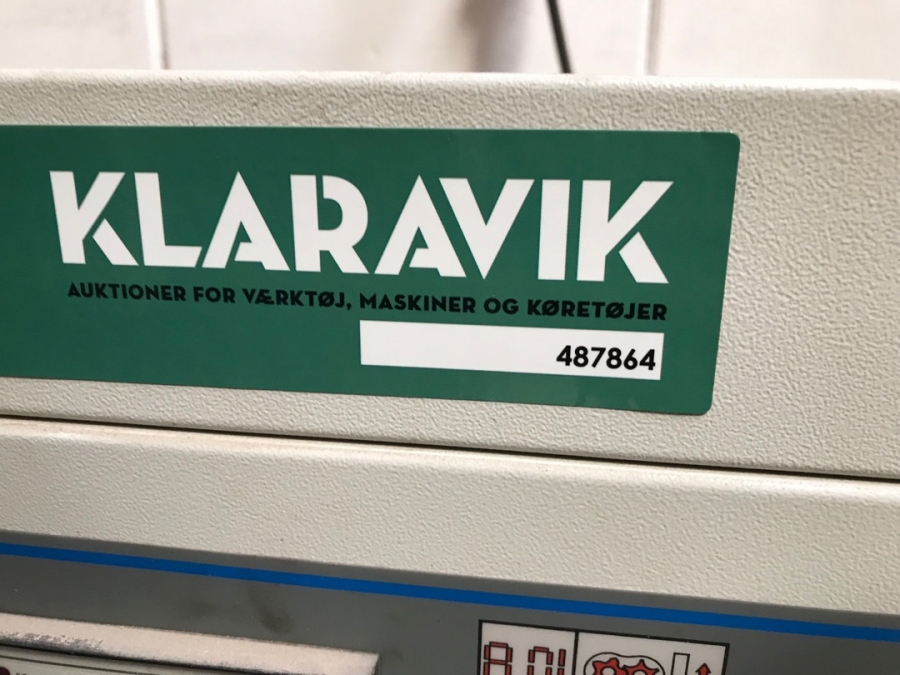 KLARAVIK
AUKTIONER FOR VÆRKTØJ, MASKINER OG KØRETØJER
487864